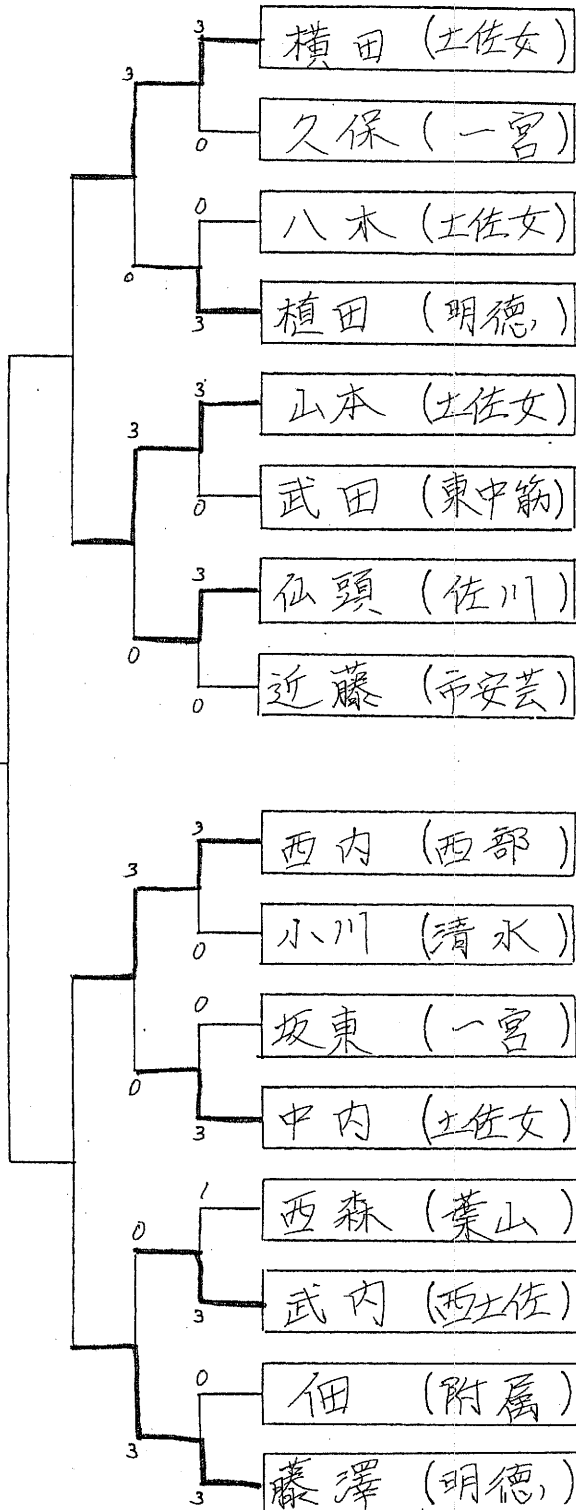 3
横田 (土佐女)
3
0
久保 (一宮)
0
八木 (土佐女)
0
3
植田 (明徳)
3
山本 (土佐女)
3
0
武田 (東中筋)
3
仙頭 (佐川)
0
0
近藤 (市安芸)
3
西内 (西部)
3
0
小川 (清水)
0
坂東 (一宮)
0
3
中内 (土佐女)
1
西森 (葉山)
0
3
武内 (西土佐)
0
佃 (附属)
3
3
藤澤 (明徳)